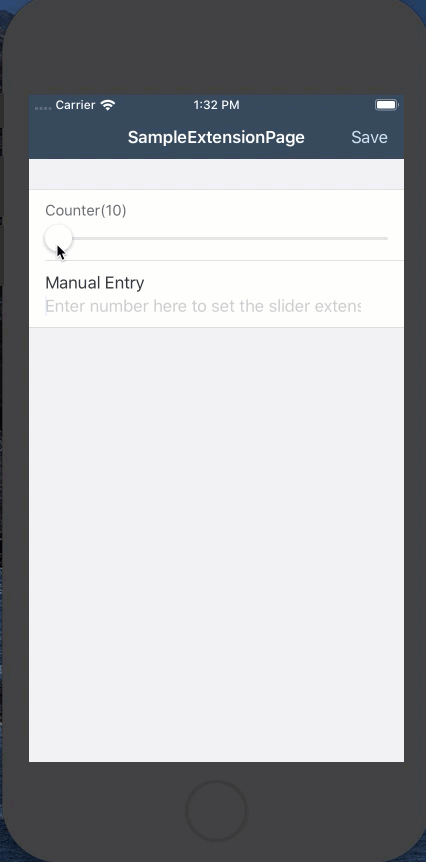 Carrier 1:32 PM
SampleExtensionPage Save
Counter(10)
Manual Entry
Enter number here to set the slider extens